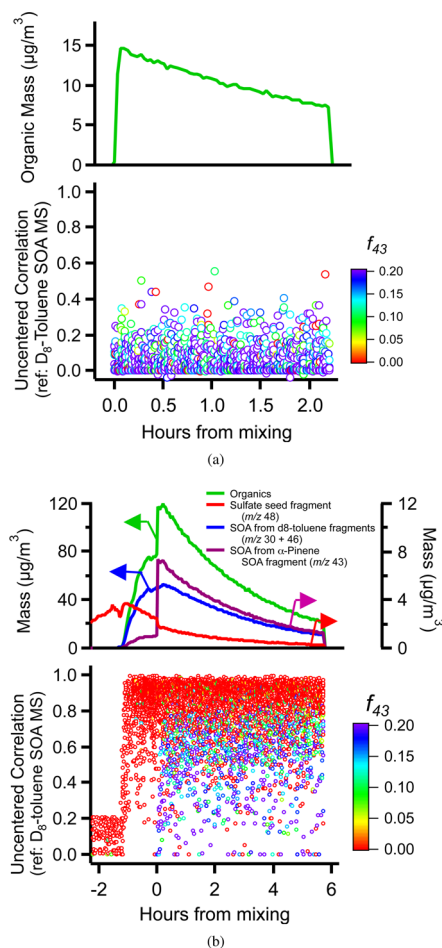 Organic Mass (µg/m³)
15
10
5
0
Uncentered Correlation
(ref: D₈-Toluene SOA MS)
1.0
0.8
0.6
0.4
0.2
0.0
0.0
0.5
1.0
1.5
2.0
Hours from mixing
f₄₃
0.20
0.15
0.10
0.05
0.00
(a)
Organics
Sulfate seed fragment
(m/z 48)
SOA from d8-toluene fragments
(m/z 30 + 46)
SOA from α-Pinene
SOA fragment (m/z 43)
Mass (µg/m³)
120
80
40
0
12
8
4
0
Mass (µg/m³)
Uncentered Correlation
(ref: D₈-toluene SOA MS)
1.0
0.8
0.6
0.4
0.2
0.0
-2
0
2
4
6
Hours from mixing
f₄₃
0.20
0.15
0.10
0.05
0.00
(b)